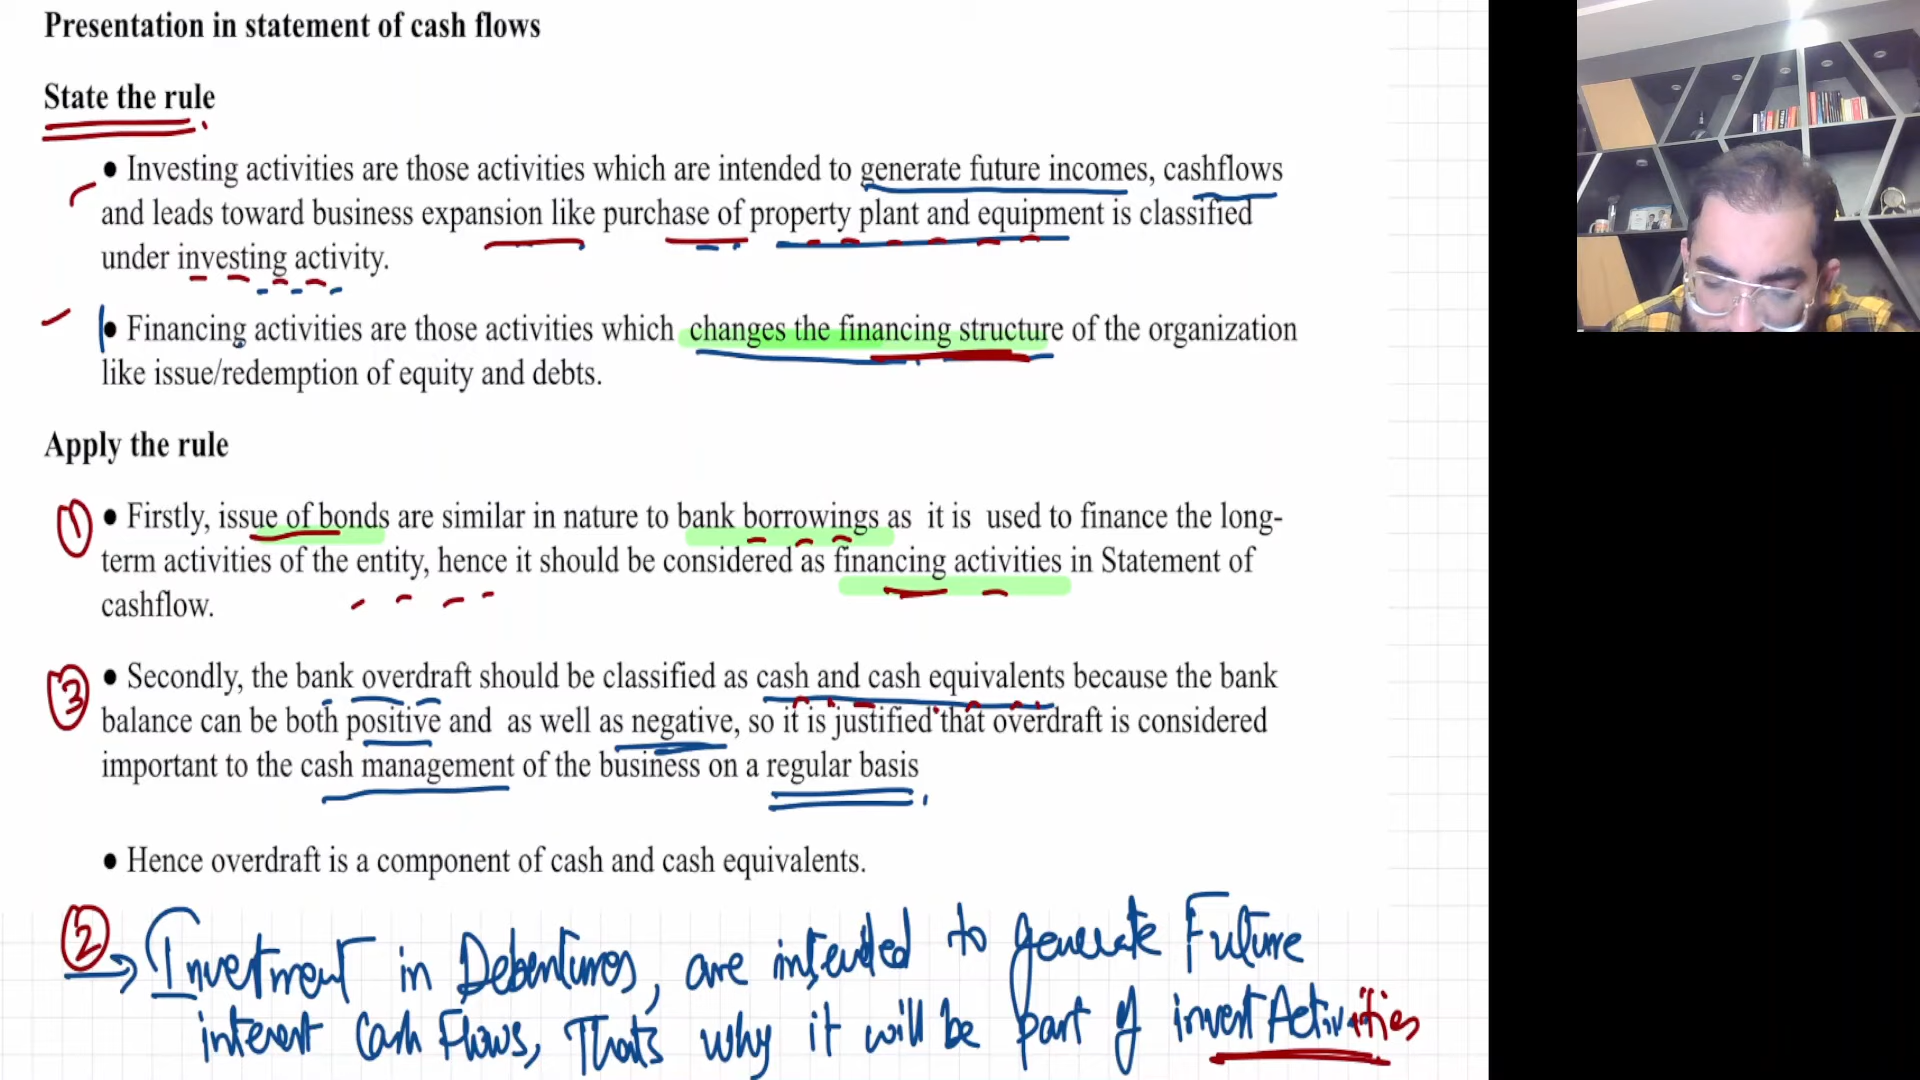 Presentation in statement of cash flows
State the rule
● Investing activities are those activities which are intended to generate future incomes, cashflows
and leads toward business expansion like purchase of property plant and equipment is classified
under investing activity.
● Financing activities are those activities which changes the financing structure of the organization
like issue/redemption of equity and debts.
Apply the rule
① ● Firstly, issue of bonds are similar in nature to bank borrowings as it is used to finance the long-
term activities of the entity, hence it should be considered as financing activities in Statement of
cashflow.
③ ● Secondly, the bank overdraft should be classified as cash and cash equivalents because the bank
balance can be both positive and as well as negative, so it is justified that overdraft is considered
important to the cash management of the business on a regular basis
● Hence overdraft is a component of cash and cash equivalents.
② → Investment in Debentures, are intended to generate Future
interest Cash Flows, That's why it will be part of invest Activities